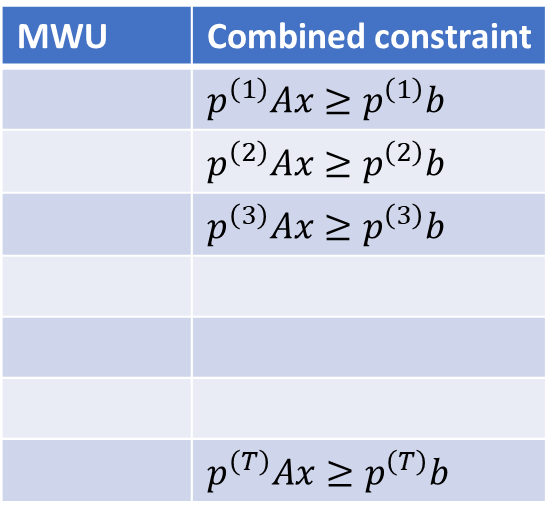 MWU Combined constraint
p^(1)Ax ≥ p^(1)b
p^(2)Ax ≥ p^(2)b
p^(3)Ax ≥ p^(3)b
p^(T)Ax ≥ p^(T)b